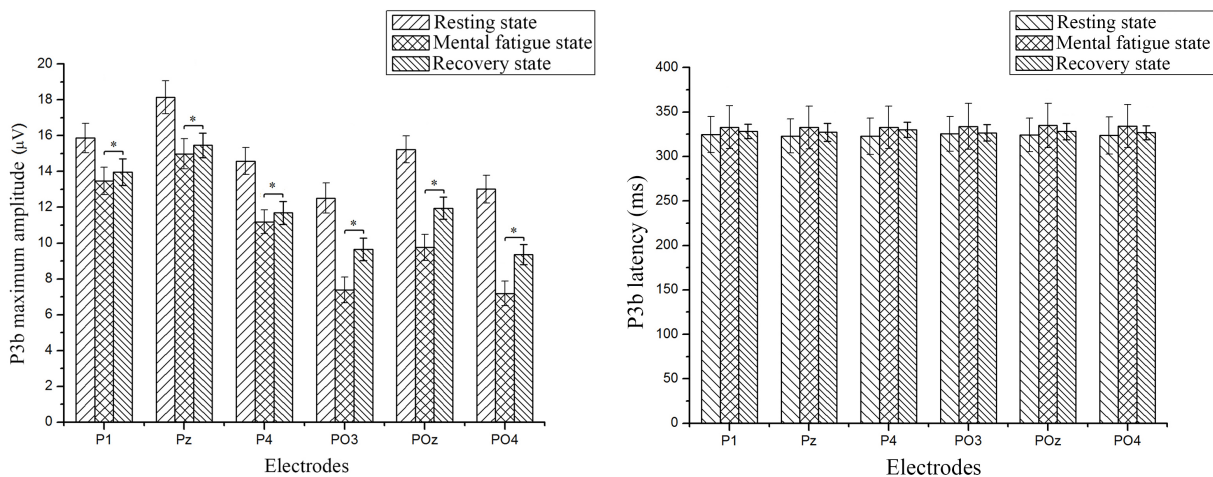 Resting state
Mental fatigue state
Recovery state
P3b maximum amplitude (μV)
20
18
16
14
12
10
8
6
4
2
0
*
*
*
*
*
*
P1 Pz P4 PO3 POz PO4
Electrodes
Resting state
Mental fatigue state
Recovery state
P3b latency (ms)
400
350
300
250
200
150
100
50
0
P1 Pz P4 PO3 POz PO4
Electrodes